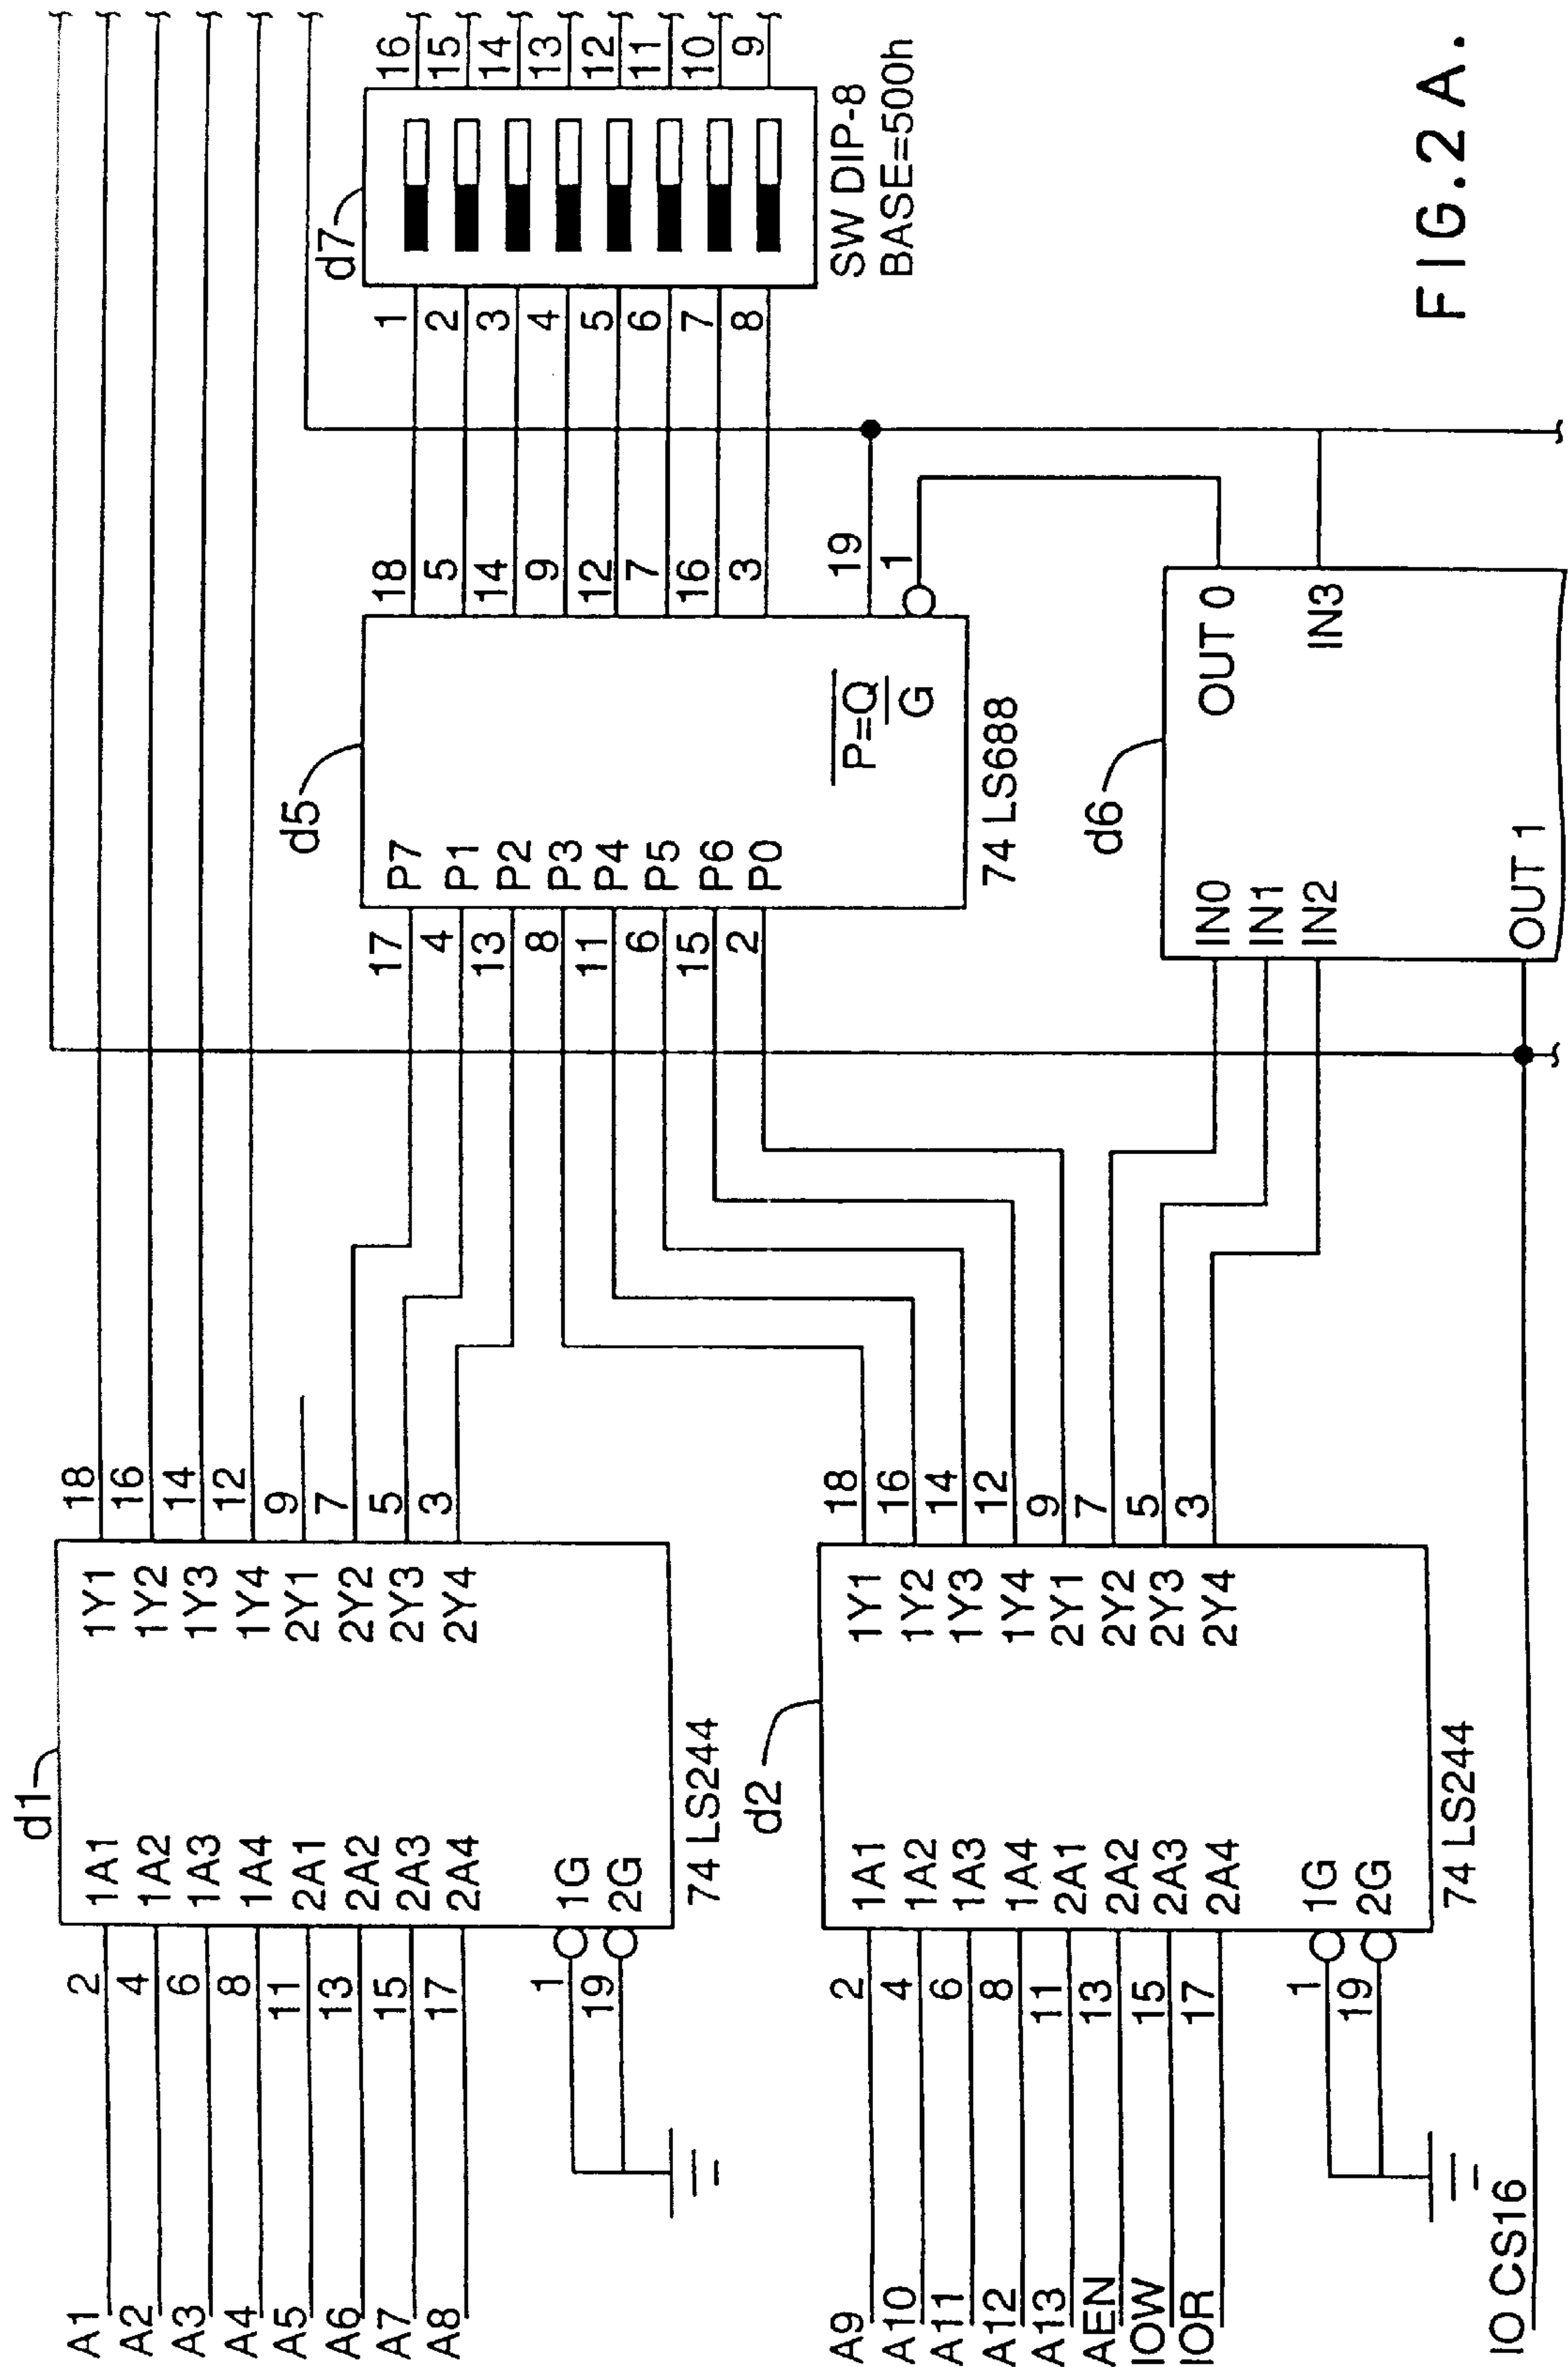 d1
A1 2 1A1 1Y1 18
A2 4 1A2 1Y2 16
A3 6 1A3 1Y3 14
A4 8 1A4 1Y4 12
A5 11 2A1 2Y1 9
A6 13 2A2 2Y2 7
A7 15 2A3 2Y3 5
A8 17 2A4 2Y4 3
1 1G
19 2G
74 LS244
d2
A9 2 1A1 1Y1 18
A10 4 1A2 1Y2 16
A11 6 1A3 1Y3 14
A12 8 1A4 1Y4 12
A13 11 2A1 2Y1 9
AEN 13 2A2 2Y2 7
IOW 15 2A3 2Y3 5
IOR 17 2A4 2Y4 3
1 1G
19 2G
74 LS244
IO CS16
d5
17 P7 18
4 P1 5
13 P2 14
8 P3 9
11 P4 12
6 P5 7
15 P6 16
2 P0 3
P=Q 19
G 1
74 LS688
d6
IN0 OUT 0
IN1
IN2 IN3
OUT 1
d7
1 16
2 15
3 14
4 13
5 12
6 11
7 10
8 9
SW DIP-8
BASE=500h
FIG.2 A.